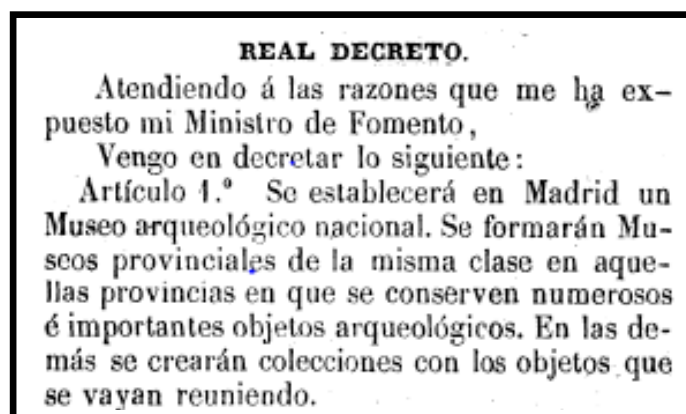 REAL DECRETO.
Atendiendo á las razones que me ha ex-
puesto mi Ministro de Fomento,
Vengo en decretar lo siguiente:
Artículo 1.º Se establecerá en Madrid un
Museo arqueológico nacional. Se formarán Mu-
seos provinciales de la misma clase en aque-
llas provincias en que se conserven numerosos
é importantes objetos arqueológicos. En las de-
más se crearán colecciones con los objetos que
se vayan reuniendo.